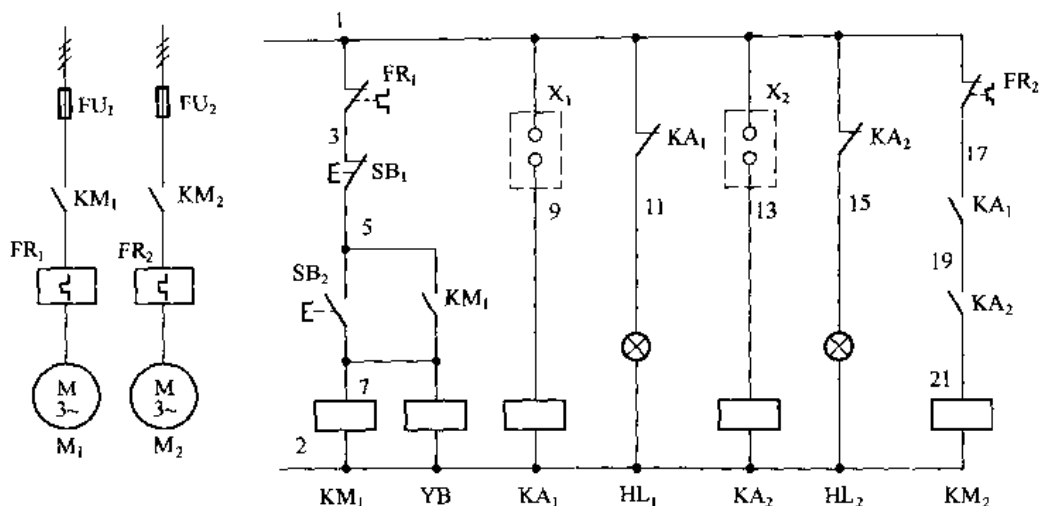 FU₁
FU₂
KM₁
KM₂
FR₁
FR₂
M
3~
M
3~
M₁
M₂
1
FR₁
3
SB₁
5
SB₂
KM₁
7
2
X₁
9
KA₁
11
X₂
13
KA₂
15
FR₂
17
KA₁
19
KA₂
21
KM₁
YB
KA₁
HL₁
KA₂
HL₂
KM₂